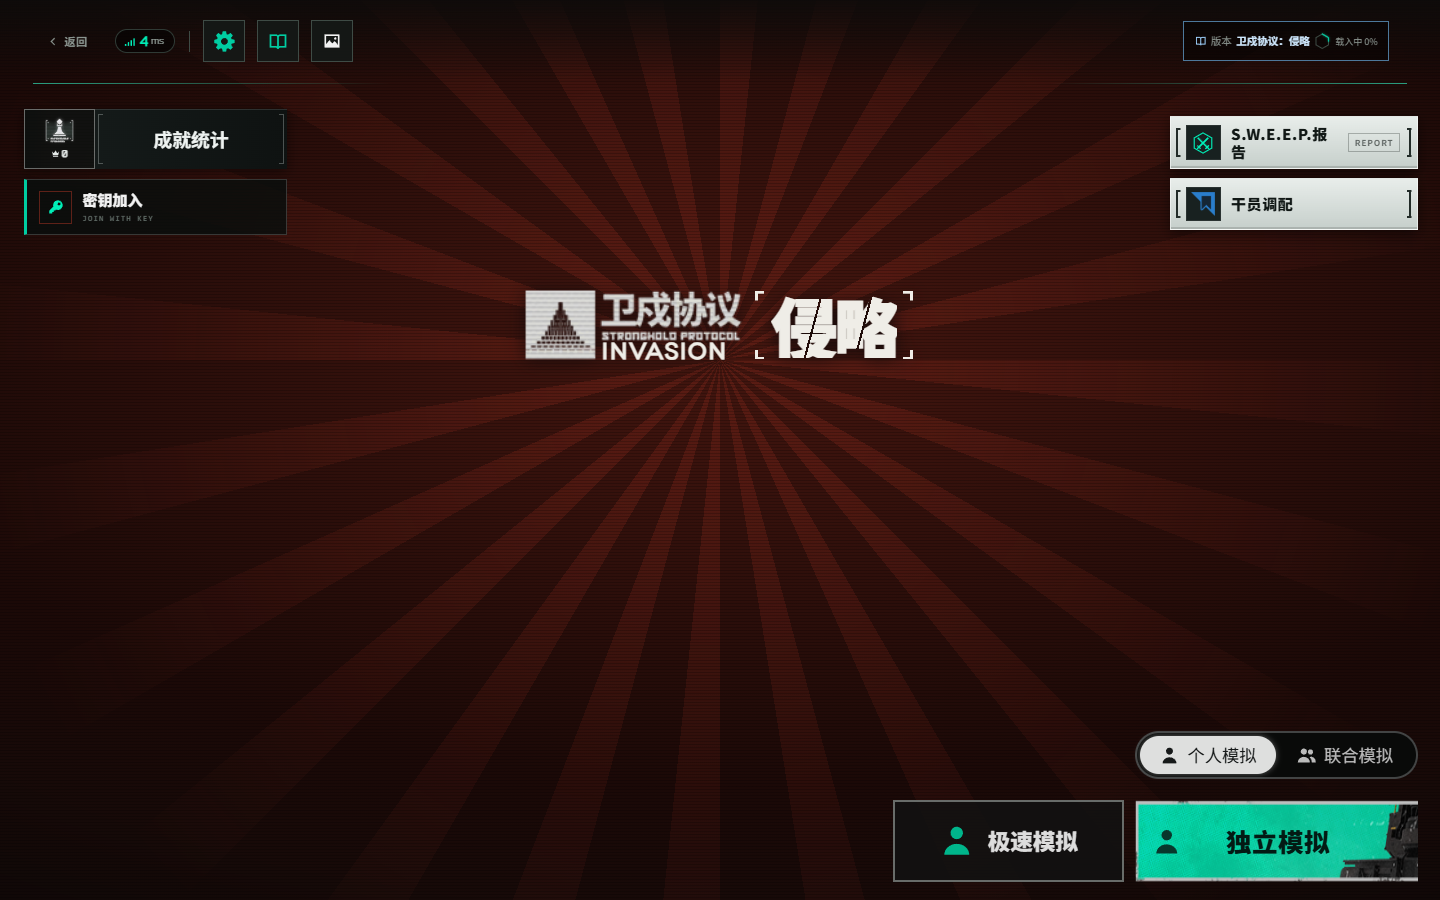 返回
4 ms
版本 卫戍协议：侵略 载入中 0%
0
成就统计
密钥加入
JOIN WITH KEY
S.W.E.E.P.报告
REPORT
干员调配
卫戍协议
STRONGHOLD PROTOCOL
INVASION
侵略
个人模拟
联合模拟
极速模拟
独立模拟